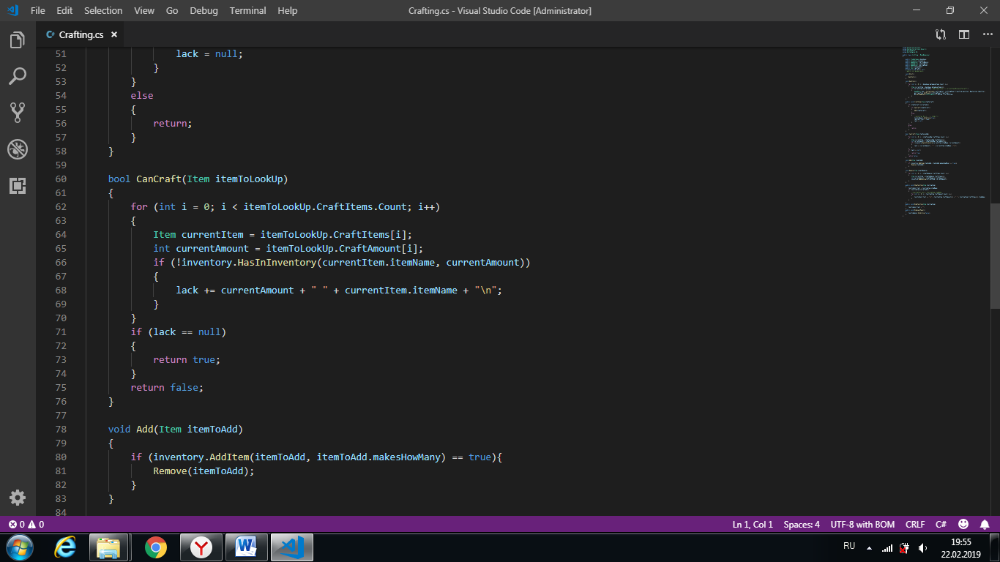 File Edit Selection View Go Debug Terminal Help Crafting.cs - Visual Studio Code [Administrator]
C# Crafting.cs ×
51 lack = null;
52 }
53 }
54 else
55 {
56 return;
57 }
58 }
59
60 bool CanCraft(Item itemToLookUp)
61 {
62 for (int i = 0; i < itemToLookUp.CraftItems.Count; i++)
63 {
64 Item currentItem = itemToLookUp.CraftItems[i];
65 int currentAmount = itemToLookUp.CraftAmount[i];
66 if (!inventory.HasInInventory(currentItem.itemName, currentAmount))
67 {
68 lack += currentAmount + " " + currentItem.itemName + "\n";
69 }
70 }
71 if (lack == null)
72 {
73 return true;
74 }
75 return false;
76 }
77
78 void Add(Item itemToAdd)
79 {
80 if (inventory.AddItem(itemToAdd, itemToAdd.makesHowMany) == true){
81 Remove(itemToAdd);
82 }
83 }
84
0 0 Ln 1, Col 1 Spaces: 4 UTF-8 with BOM CRLF C#
RU 19:55
22.02.2019